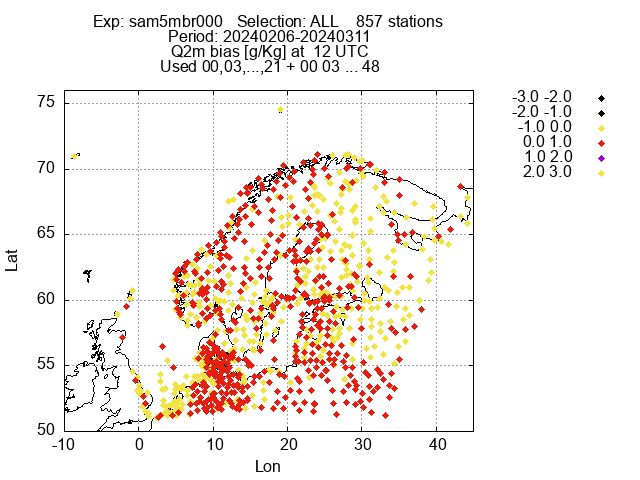 Exp: sam5mbr000 Selection: ALL 857 stations
Period: 20240206-20240311
Q2m bias [g/Kg] at 12 UTC
Used 00,03,...,21 + 00 03 ... 48
-3.0 -2.0
-2.0 -1.0
-1.0 0.0
0.0 1.0
1.0 2.0
2.0 3.0
75
70
65
60
55
50
Lat
-10 0 10 20 30 40
Lon